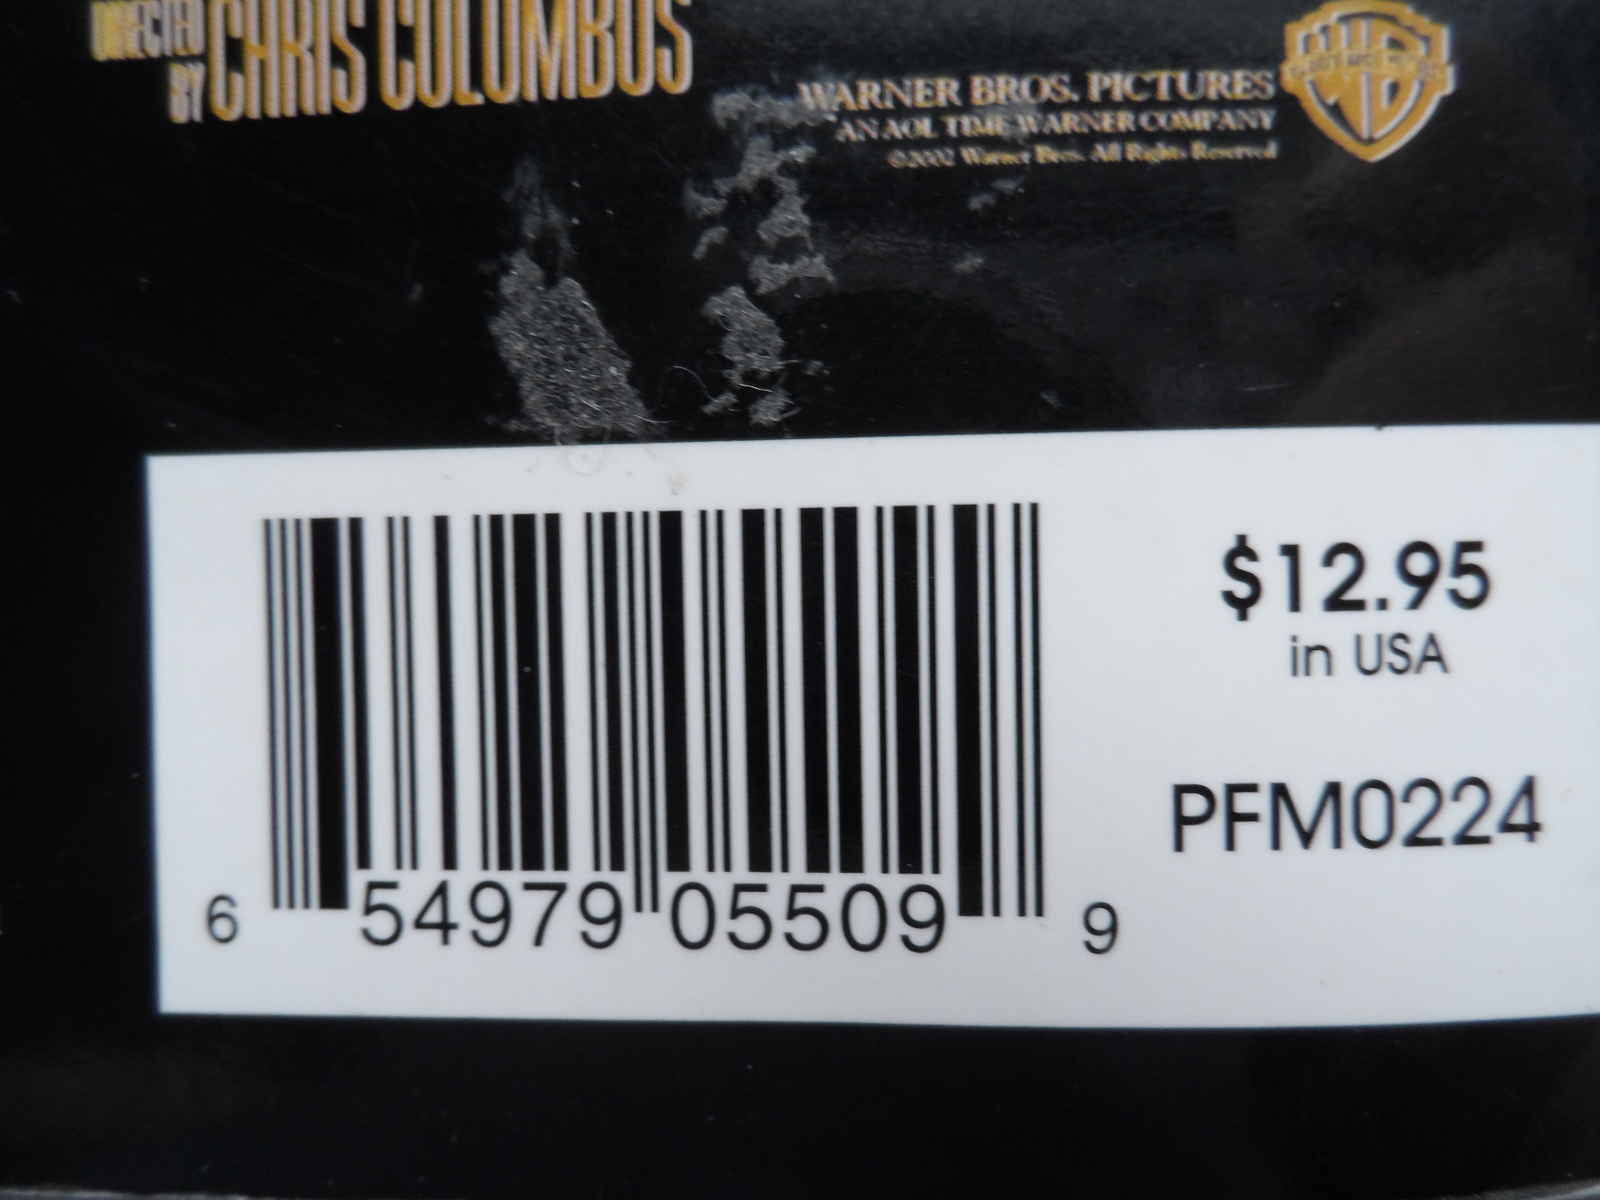 DIRECTED BY CHRIS COLUMBUS
WARNER BROS. PICTURES
AN AOL TIME WARNER COMPANY
©2002 Warner Bros. All Rights Reserved
$12.95
in USA
PFM0224
6 54979 05509 9